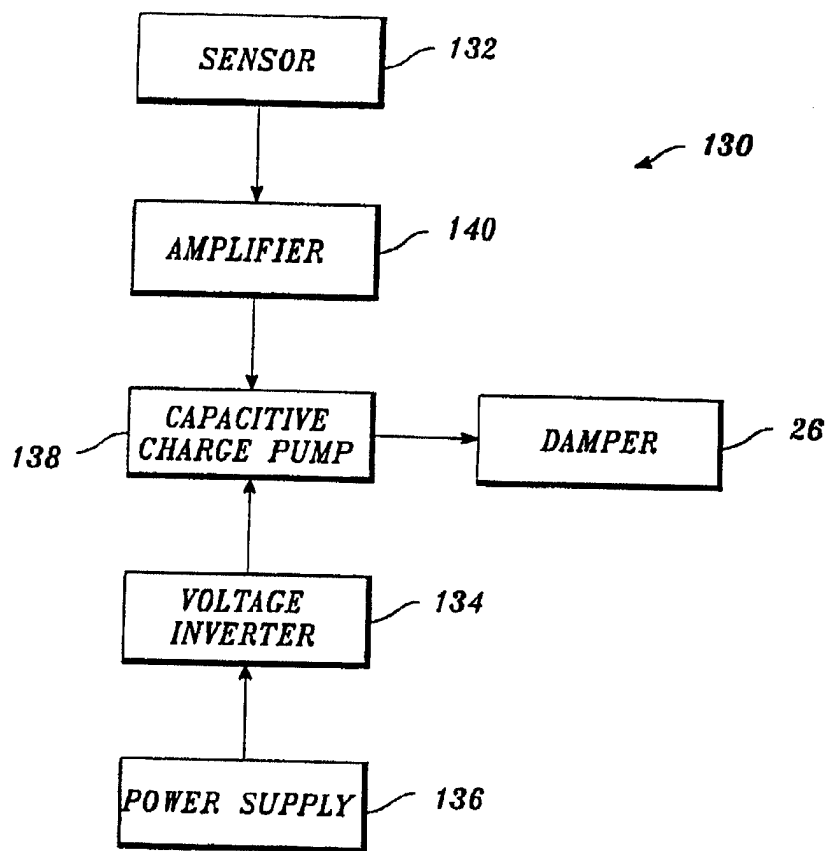 SENSOR
132
130
AMPLIFIER
140
CAPACITIVE
CHARGE PUMP
138
DAMPER
26
VOLTAGE
INVERTER
134
POWER SUPPLY
136